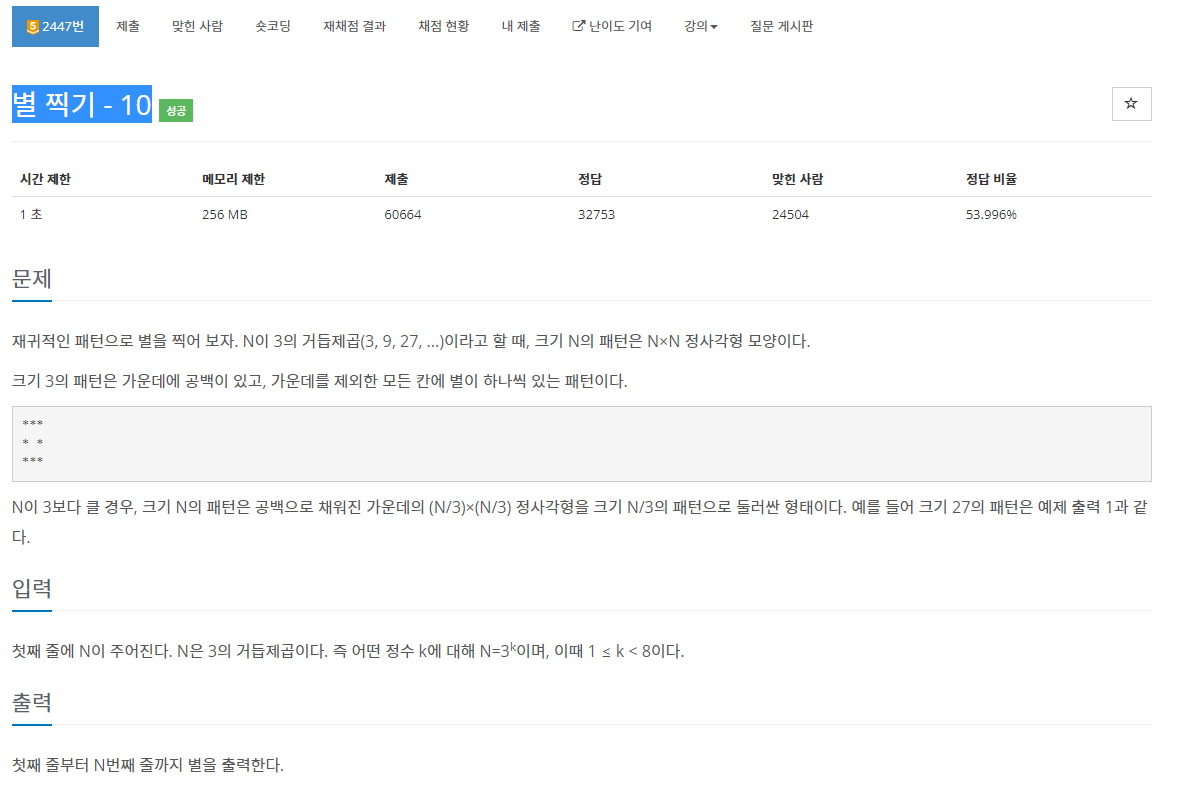 5 2447번 제출 맞힌 사람 숏코딩 재채점 결과 채점 현황 내 제출 난이도 기여 강의 질문 게시판
별 찍기 - 10 성공
시간 제한 메모리 제한 제출 정답 맞힌 사람 정답 비율
1 초 256 MB 60664 32753 24504 53.996%
문제
재귀적인 패턴으로 별을 찍어 보자. N이 3의 거듭제곱(3, 9, 27, ...)이라고 할 때, 크기 N의 패턴은 N×N 정사각형 모양이다.
크기 3의 패턴은 가운데에 공백이 있고, 가운데를 제외한 모든 칸에 별이 하나씩 있는 패턴이다.
***
* *
***
N이 3보다 클 경우, 크기 N의 패턴은 공백으로 채워진 가운데의 (N/3)×(N/3) 정사각형을 크기 N/3의 패턴으로 둘러싼 형태이다. 예를 들어 크기 27의 패턴은 예제 출력 1과 같
다.
입력
첫째 줄에 N이 주어진다. N은 3의 거듭제곱이다. 즉 어떤 정수 k에 대해 N=3ᵏ이며, 이때 1 ≤ k < 8이다.
출력
첫째 줄부터 N번째 줄까지 별을 출력한다.